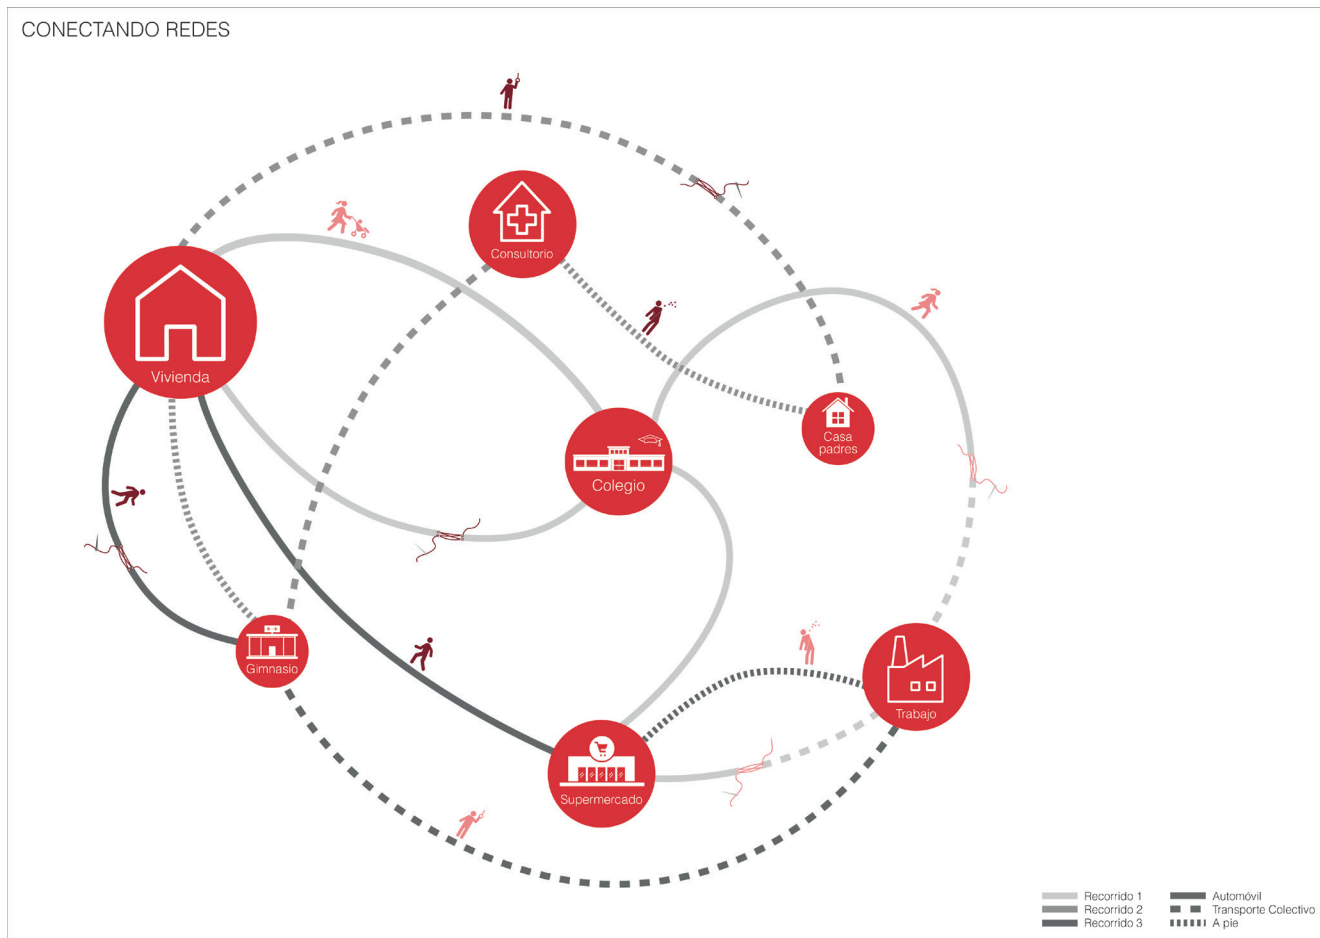 CONECTANDO REDES
Consultorio
Vivienda
Casa
padres
Colegio
Gimnasio
Trabajo
Supermercado
Recorrido 1
Recorrido 2
Recorrido 3
Automóvil
Transporte Colectivo
A pie